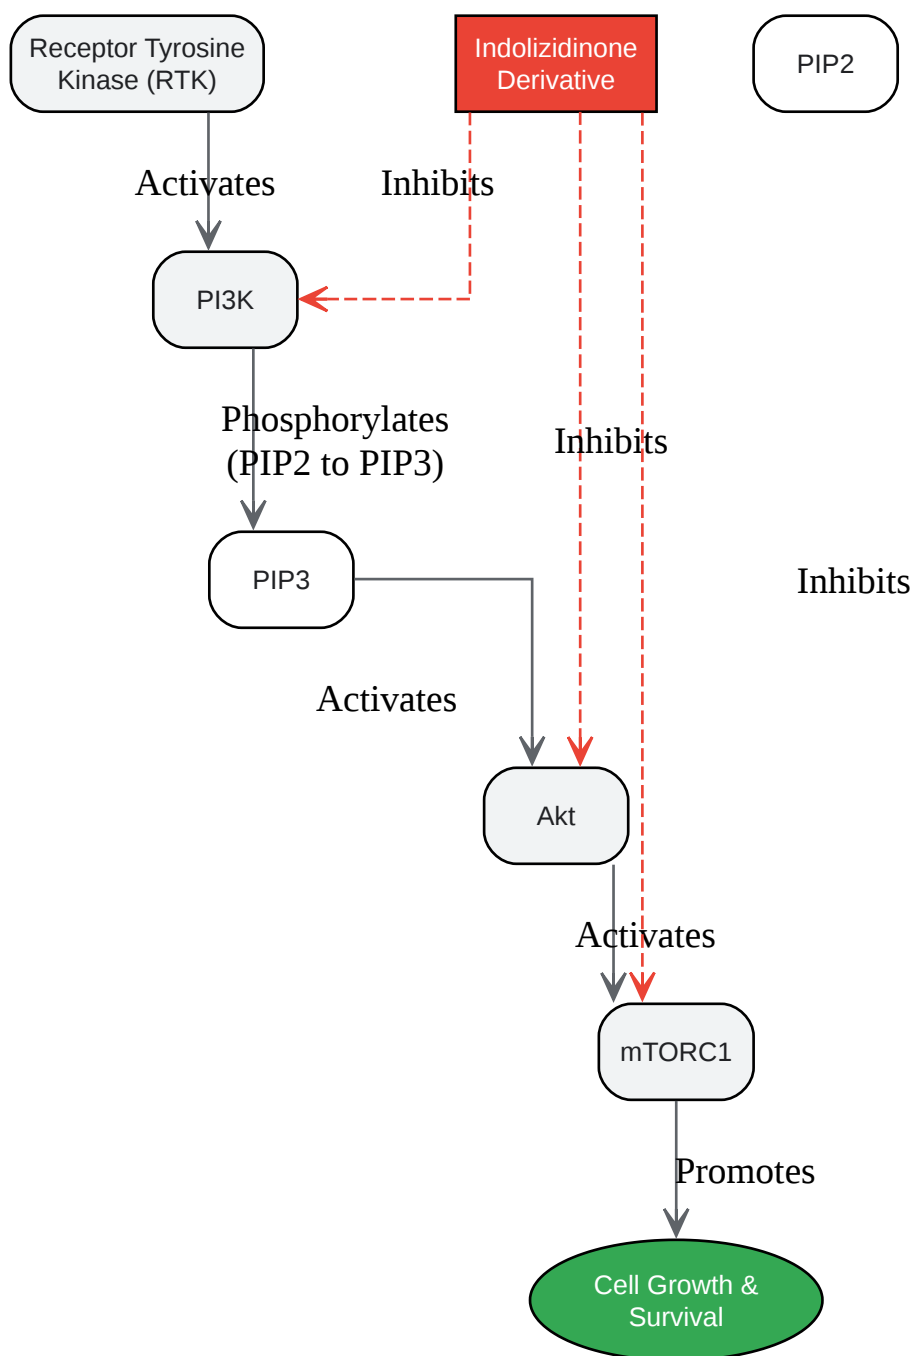 Receptor Tyrosine
Kinase (RTK)
Indolizidinone
Derivative
PIP2
Activates
Inhibits
PI3K
Phosphorylates
(PIP2 to PIP3)
Inhibits
PIP3
Inhibits
Activates
Akt
Activates
mTORC1
Promotes
Cell Growth &
Survival